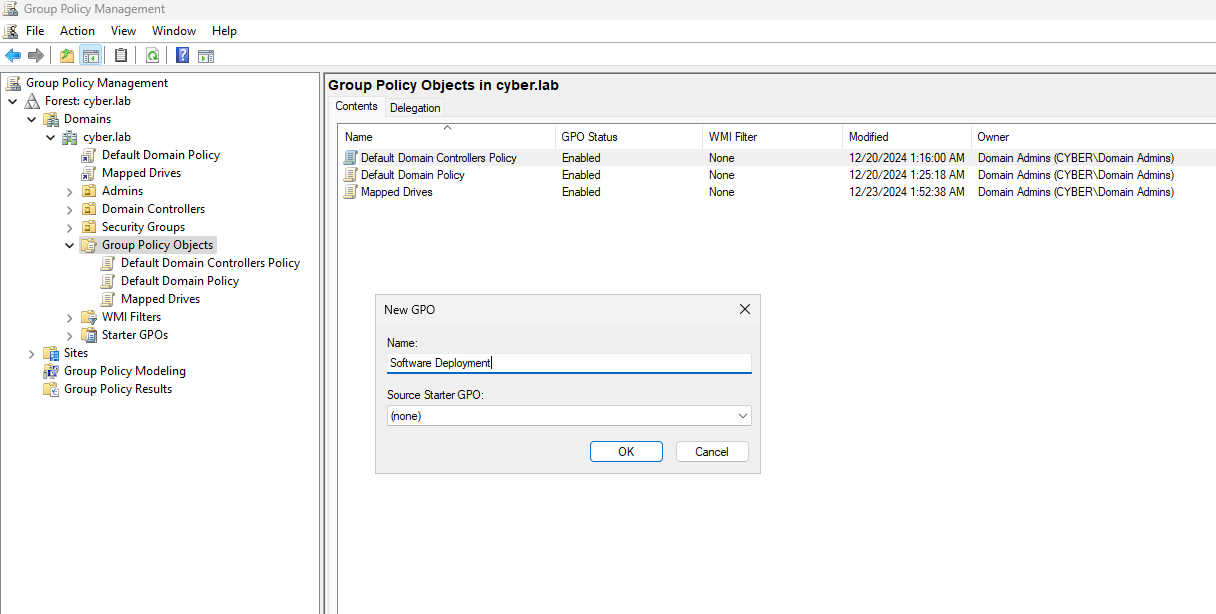 Group Policy Management
File Action View Window Help
Group Policy Management
Forest: cyber.lab
Domains
cyber.lab
Default Domain Policy
Mapped Drives
Admins
Domain Controllers
Security Groups
Group Policy Objects
Default Domain Controllers Policy
Default Domain Policy
Mapped Drives
WMI Filters
Starter GPOs
Sites
Group Policy Modeling
Group Policy Results
Group Policy Objects in cyber.lab
Contents Delegation
Name GPO Status WMI Filter Modified Owner
Default Domain Controllers Policy Enabled None 12/20/2024 1:16:00 AM Domain Admins (CYBER\Domain Admins)
Default Domain Policy Enabled None 12/20/2024 1:25:18 AM Domain Admins (CYBER\Domain Admins)
Mapped Drives Enabled None 12/23/2024 1:52:38 AM Domain Admins (CYBER\Domain Admins)
New GPO
Name:
Software Deployment
Source Starter GPO:
(none)
OK Cancel